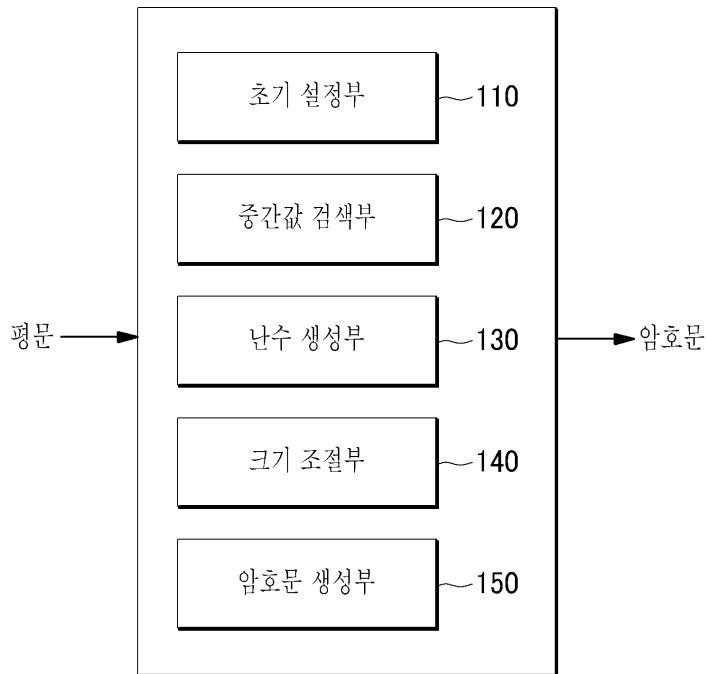 초기 설정부 110
중간값 검색부 120
평문
난수 생성부 130
암호문
크기 조절부 140
암호문 생성부 150